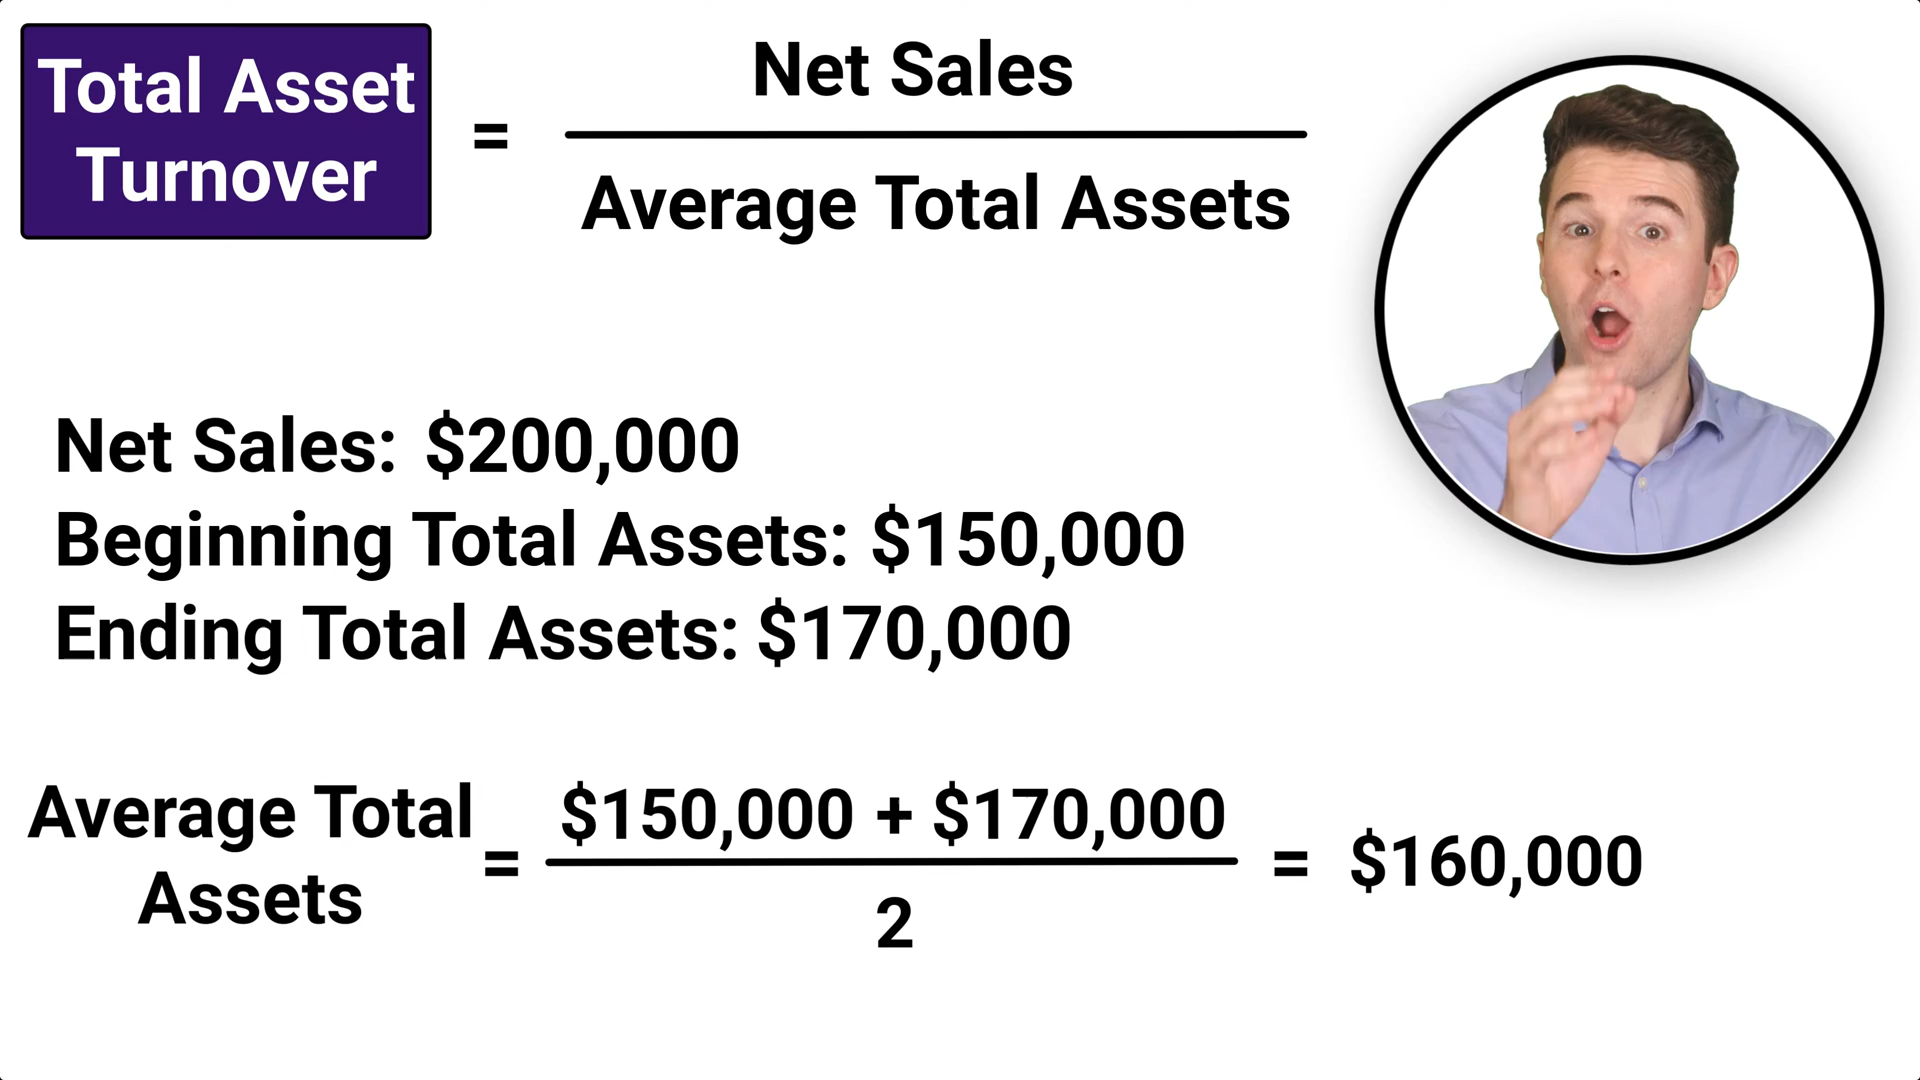 Total Asset
Turnover
=
Net Sales
Average Total Assets
Net Sales: $200,000
Beginning Total Assets: $150,000
Ending Total Assets: $170,000
Average Total
Assets
=
$150,000 + $170,000
2
= $160,000